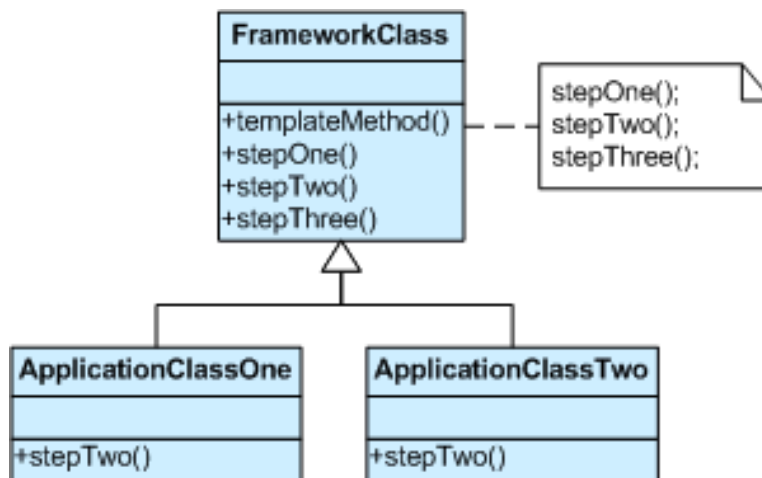 FrameworkClass
+templateMethod()
+stepOne()
+stepTwo()
+stepThree()
stepOne();
stepTwo();
stepThree();
ApplicationClassOne
+stepTwo()
ApplicationClassTwo
+stepTwo()